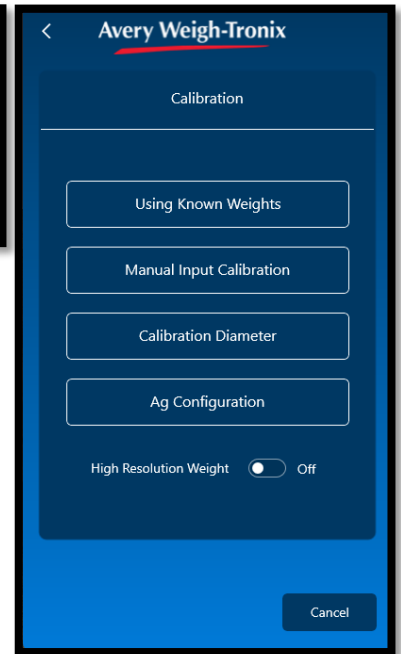 Avery Weigh-Tronix
Calibration
Using Known Weights
Manual Input Calibration
Calibration Diameter
Ag Configuration
High Resolution Weight Off
Cancel